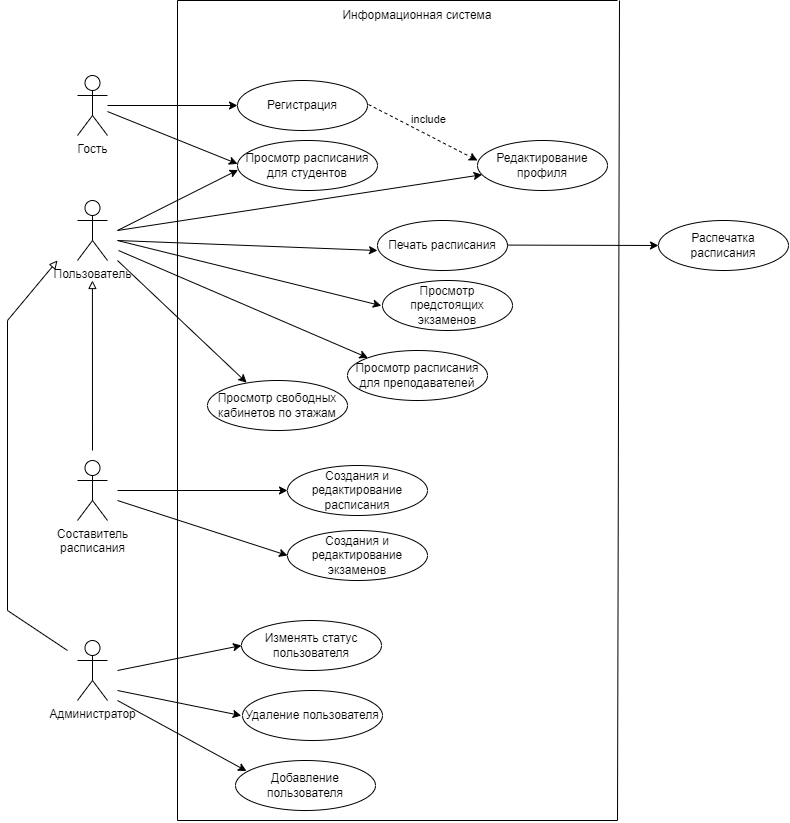 Информационная система
Гость
Регистрация
include
Просмотр расписания
для студентов
Редактирование
профиля
Пользователь
Печать расписания
Распечатка
расписания
Просмотр
предстоящих
экзаменов
Просмотр расписания
для преподавателей
Просмотр свободных
кабинетов по этажам
Составитель
расписания
Создания и
редактирование
расписания
Создания и
редактирование
экзаменов
Администратор
Изменять статус
пользователя
Удаление пользователя
Добавление
пользователя